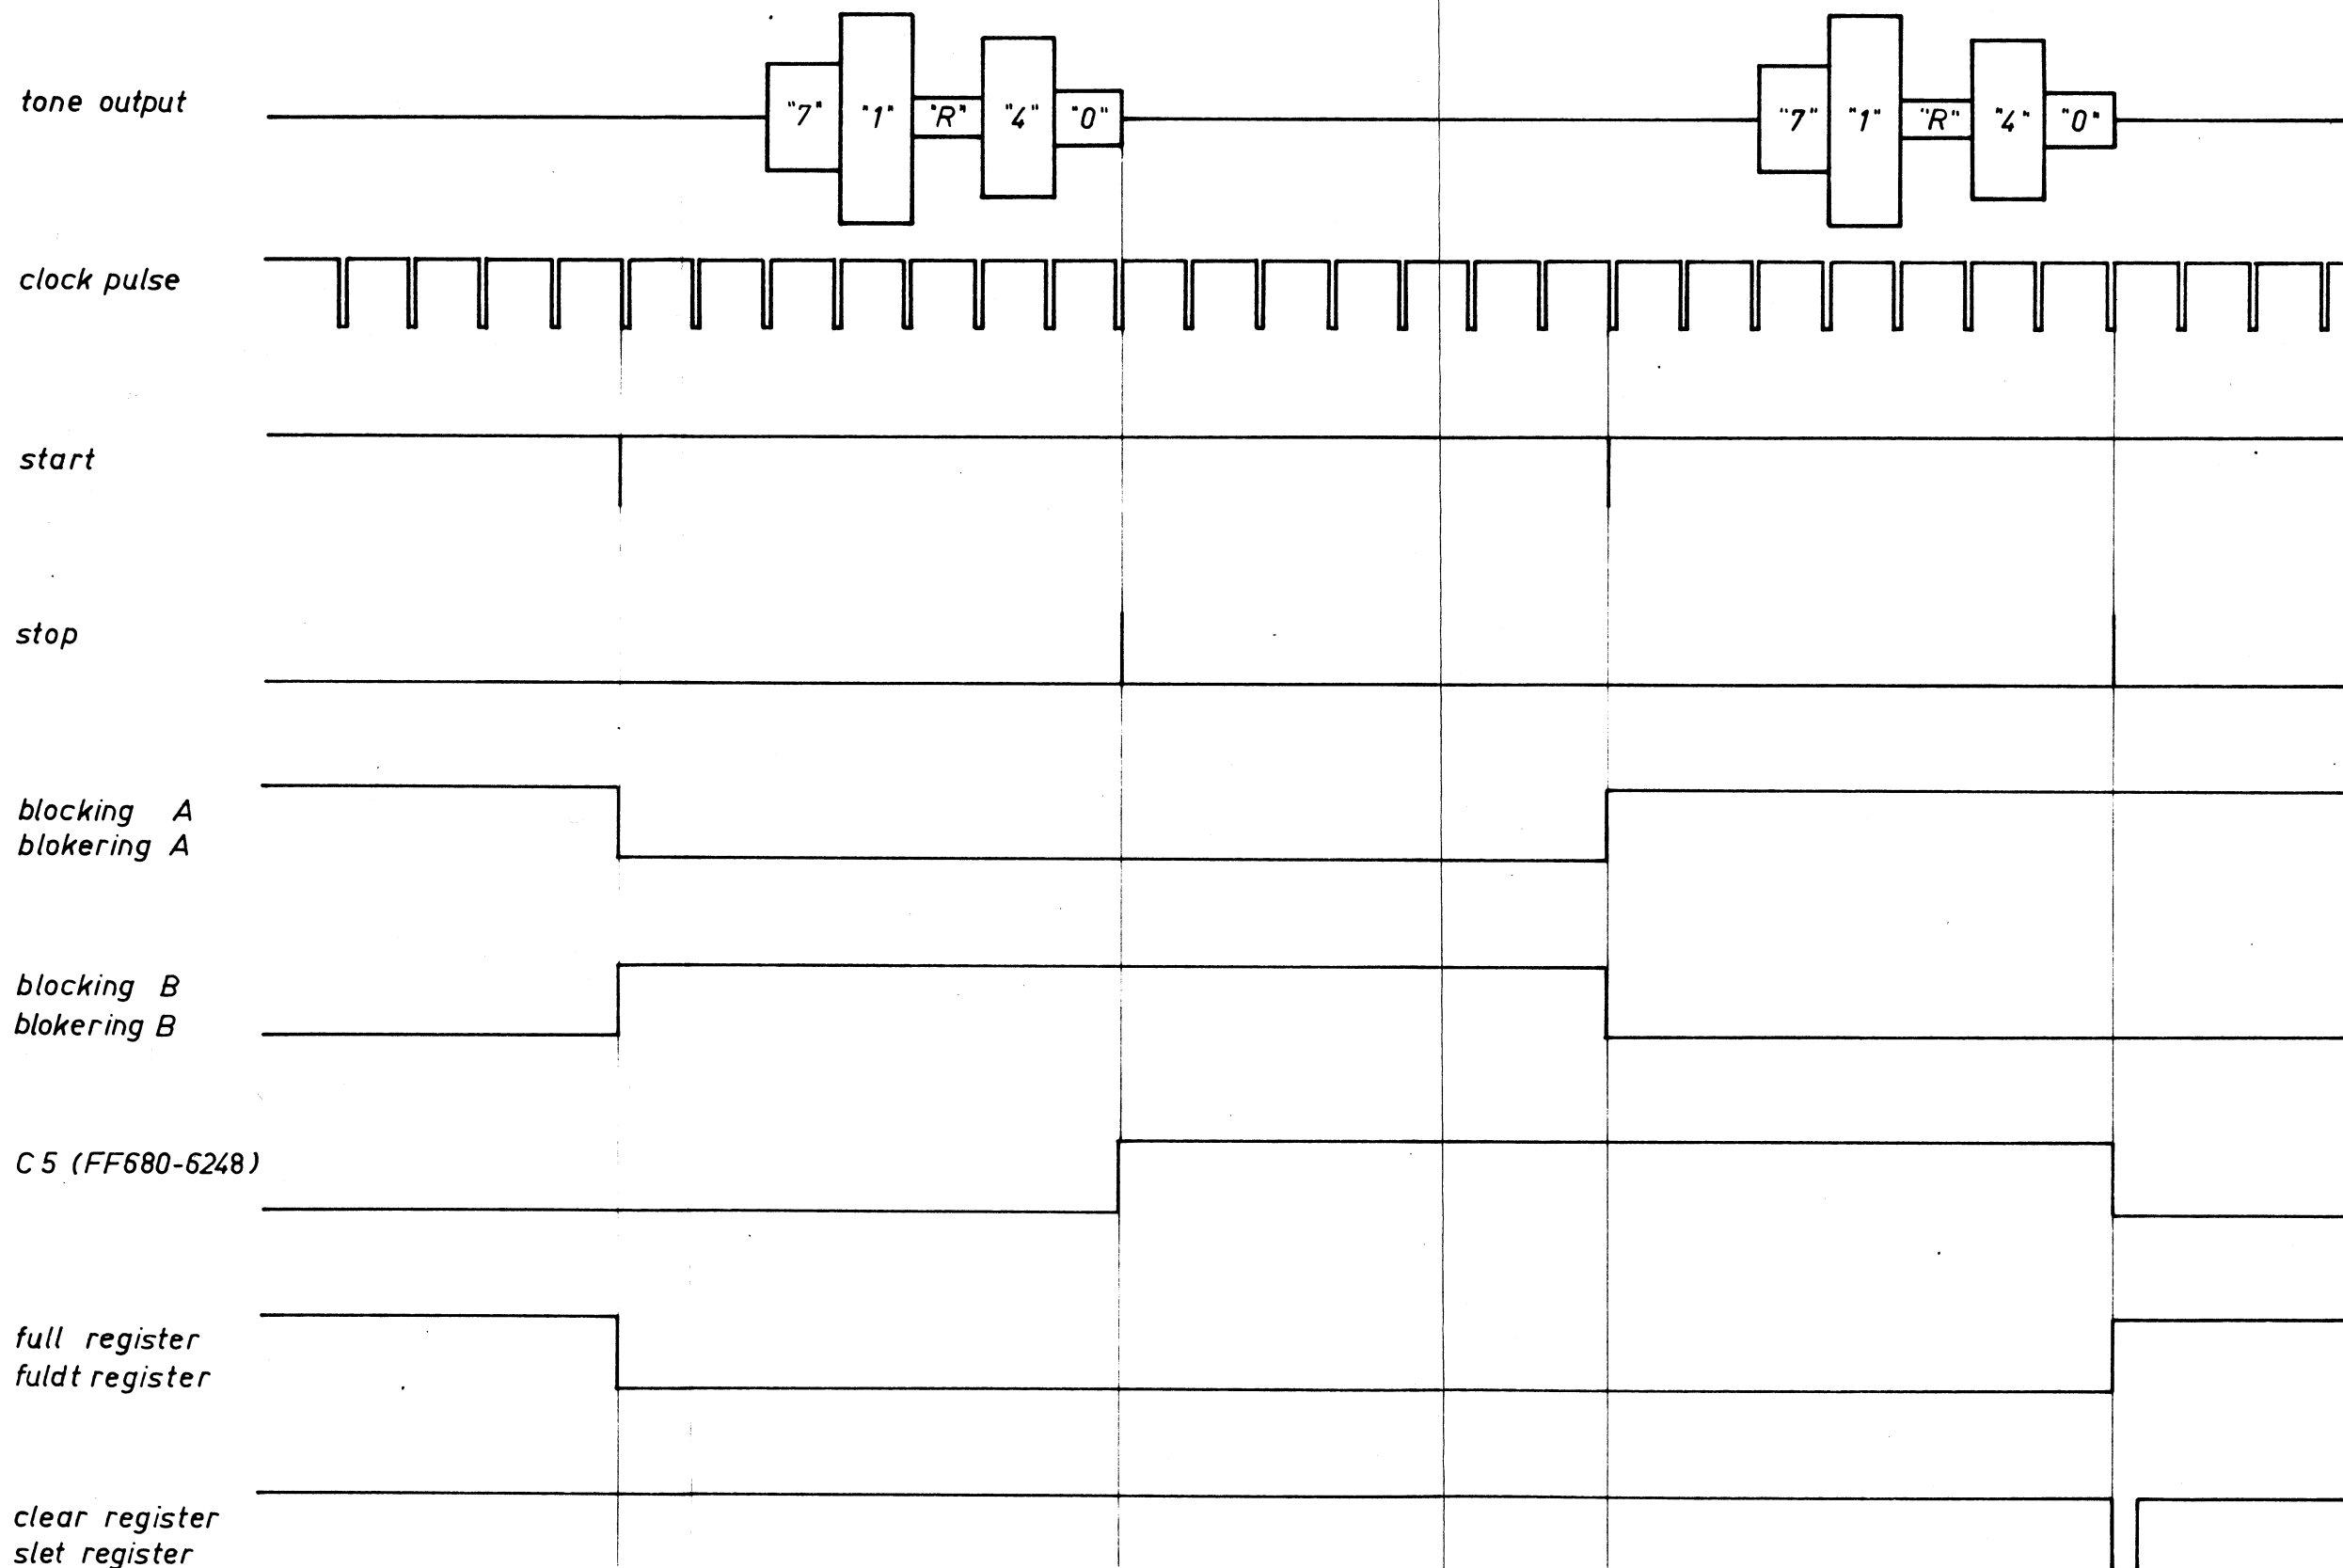 tone output
"7" "1" "R" "4" "0"
"7" "1" "R" "4" "0"
clock pulse
start
stop
blocking A
blokering A
blocking B
blokering B
C 5 (FF680-6248)
full register
fuldt register
clear register
slet register